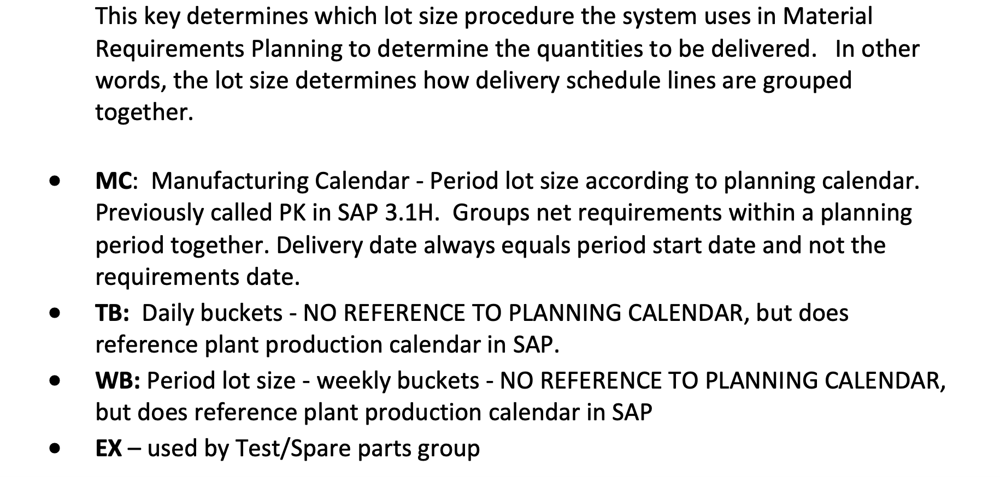 This key determines which lot size procedure the system uses in Material
Requirements Planning to determine the quantities to be delivered.   In other
words, the lot size determines how delivery schedule lines are grouped
together.
• MC:  Manufacturing Calendar - Period lot size according to planning calendar.
Previously called PK in SAP 3.1H.  Groups net requirements within a planning
period together. Delivery date always equals period start date and not the
requirements date.
• TB:  Daily buckets - NO REFERENCE TO PLANNING CALENDAR, but does
reference plant production calendar in SAP.
• WB: Period lot size - weekly buckets - NO REFERENCE TO PLANNING CALENDAR,
but does reference plant production calendar in SAP
• EX – used by Test/Spare parts group